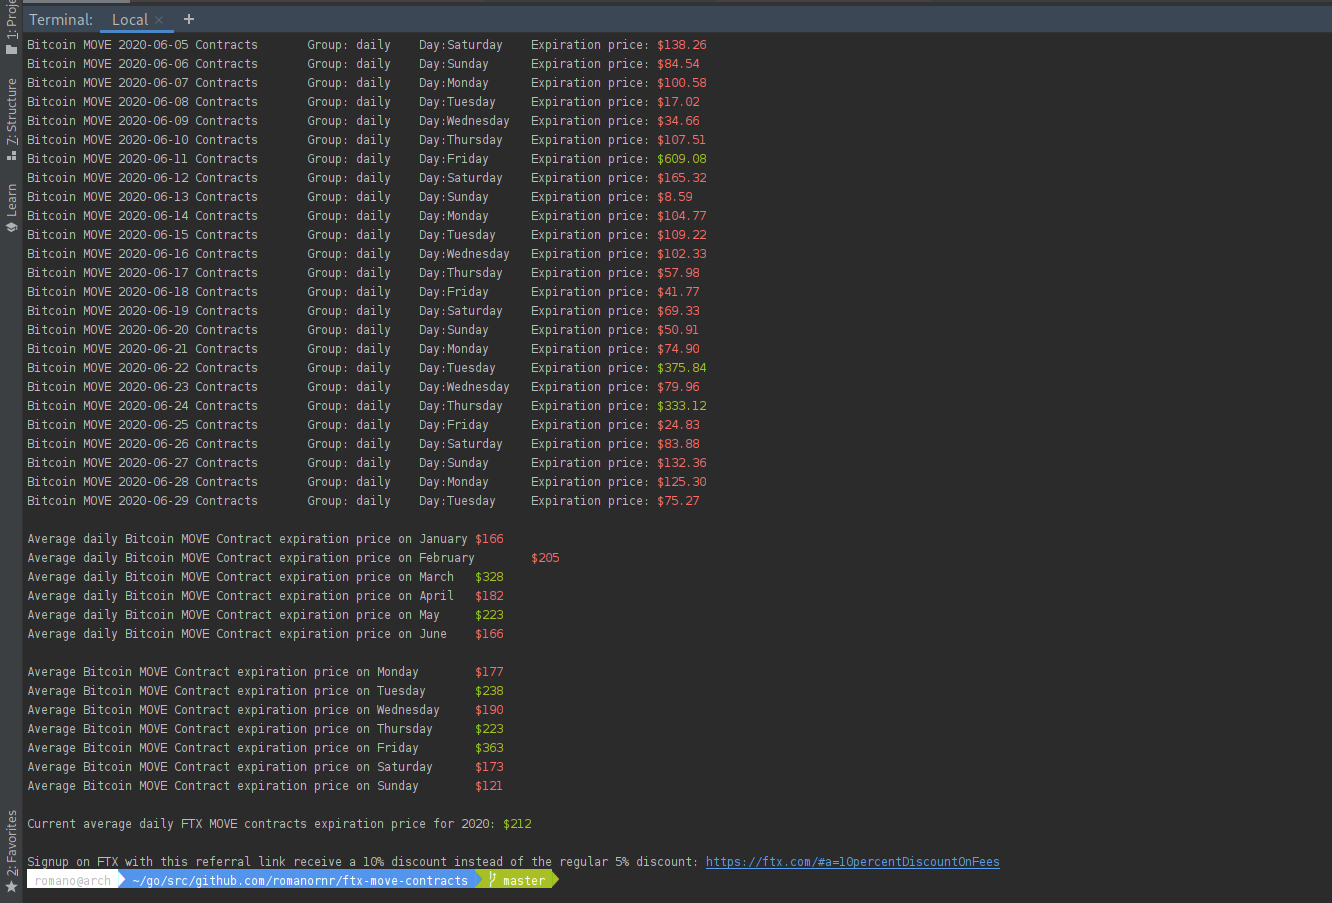 1: Proje
Z: Structure
Learn
2: Favorites
Terminal: Local × +
Bitcoin MOVE 2020-06-05 Contracts Group: daily Day:Saturday Expiration price: $138.26
Bitcoin MOVE 2020-06-06 Contracts Group: daily Day:Sunday Expiration price: $84.54
Bitcoin MOVE 2020-06-07 Contracts Group: daily Day:Monday Expiration price: $100.58
Bitcoin MOVE 2020-06-08 Contracts Group: daily Day:Tuesday Expiration price: $17.02
Bitcoin MOVE 2020-06-09 Contracts Group: daily Day:Wednesday Expiration price: $34.66
Bitcoin MOVE 2020-06-10 Contracts Group: daily Day:Thursday Expiration price: $107.51
Bitcoin MOVE 2020-06-11 Contracts Group: daily Day:Friday Expiration price: $609.08
Bitcoin MOVE 2020-06-12 Contracts Group: daily Day:Saturday Expiration price: $165.32
Bitcoin MOVE 2020-06-13 Contracts Group: daily Day:Sunday Expiration price: $8.59
Bitcoin MOVE 2020-06-14 Contracts Group: daily Day:Monday Expiration price: $104.77
Bitcoin MOVE 2020-06-15 Contracts Group: daily Day:Tuesday Expiration price: $109.22
Bitcoin MOVE 2020-06-16 Contracts Group: daily Day:Wednesday Expiration price: $102.33
Bitcoin MOVE 2020-06-17 Contracts Group: daily Day:Thursday Expiration price: $57.98
Bitcoin MOVE 2020-06-18 Contracts Group: daily Day:Friday Expiration price: $41.77
Bitcoin MOVE 2020-06-19 Contracts Group: daily Day:Saturday Expiration price: $69.33
Bitcoin MOVE 2020-06-20 Contracts Group: daily Day:Sunday Expiration price: $50.91
Bitcoin MOVE 2020-06-21 Contracts Group: daily Day:Monday Expiration price: $74.90
Bitcoin MOVE 2020-06-22 Contracts Group: daily Day:Tuesday Expiration price: $375.84
Bitcoin MOVE 2020-06-23 Contracts Group: daily Day:Wednesday Expiration price: $79.96
Bitcoin MOVE 2020-06-24 Contracts Group: daily Day:Thursday Expiration price: $333.12
Bitcoin MOVE 2020-06-25 Contracts Group: daily Day:Friday Expiration price: $24.83
Bitcoin MOVE 2020-06-26 Contracts Group: daily Day:Saturday Expiration price: $83.88
Bitcoin MOVE 2020-06-27 Contracts Group: daily Day:Sunday Expiration price: $132.36
Bitcoin MOVE 2020-06-28 Contracts Group: daily Day:Monday Expiration price: $125.30
Bitcoin MOVE 2020-06-29 Contracts Group: daily Day:Tuesday Expiration price: $75.27
Average daily Bitcoin MOVE Contract expiration price on January $166
Average daily Bitcoin MOVE Contract expiration price on February $205
Average daily Bitcoin MOVE Contract expiration price on March $328
Average daily Bitcoin MOVE Contract expiration price on April $182
Average daily Bitcoin MOVE Contract expiration price on May $223
Average daily Bitcoin MOVE Contract expiration price on June $166
Average Bitcoin MOVE Contract expiration price on Monday $177
Average Bitcoin MOVE Contract expiration price on Tuesday $238
Average Bitcoin MOVE Contract expiration price on Wednesday $190
Average Bitcoin MOVE Contract expiration price on Thursday $223
Average Bitcoin MOVE Contract expiration price on Friday $363
Average Bitcoin MOVE Contract expiration price on Saturday $173
Average Bitcoin MOVE Contract expiration price on Sunday $121
Current average daily FTX MOVE contracts expiration price for 2020: $212
Signup on FTX with this referral link receive a 10% discount instead of the regular 5% discount: https://ftx.com/#a=10percentDiscountOnFees
romano@arch ~/go/src/github.com/romanornr/ftx-move-contracts master